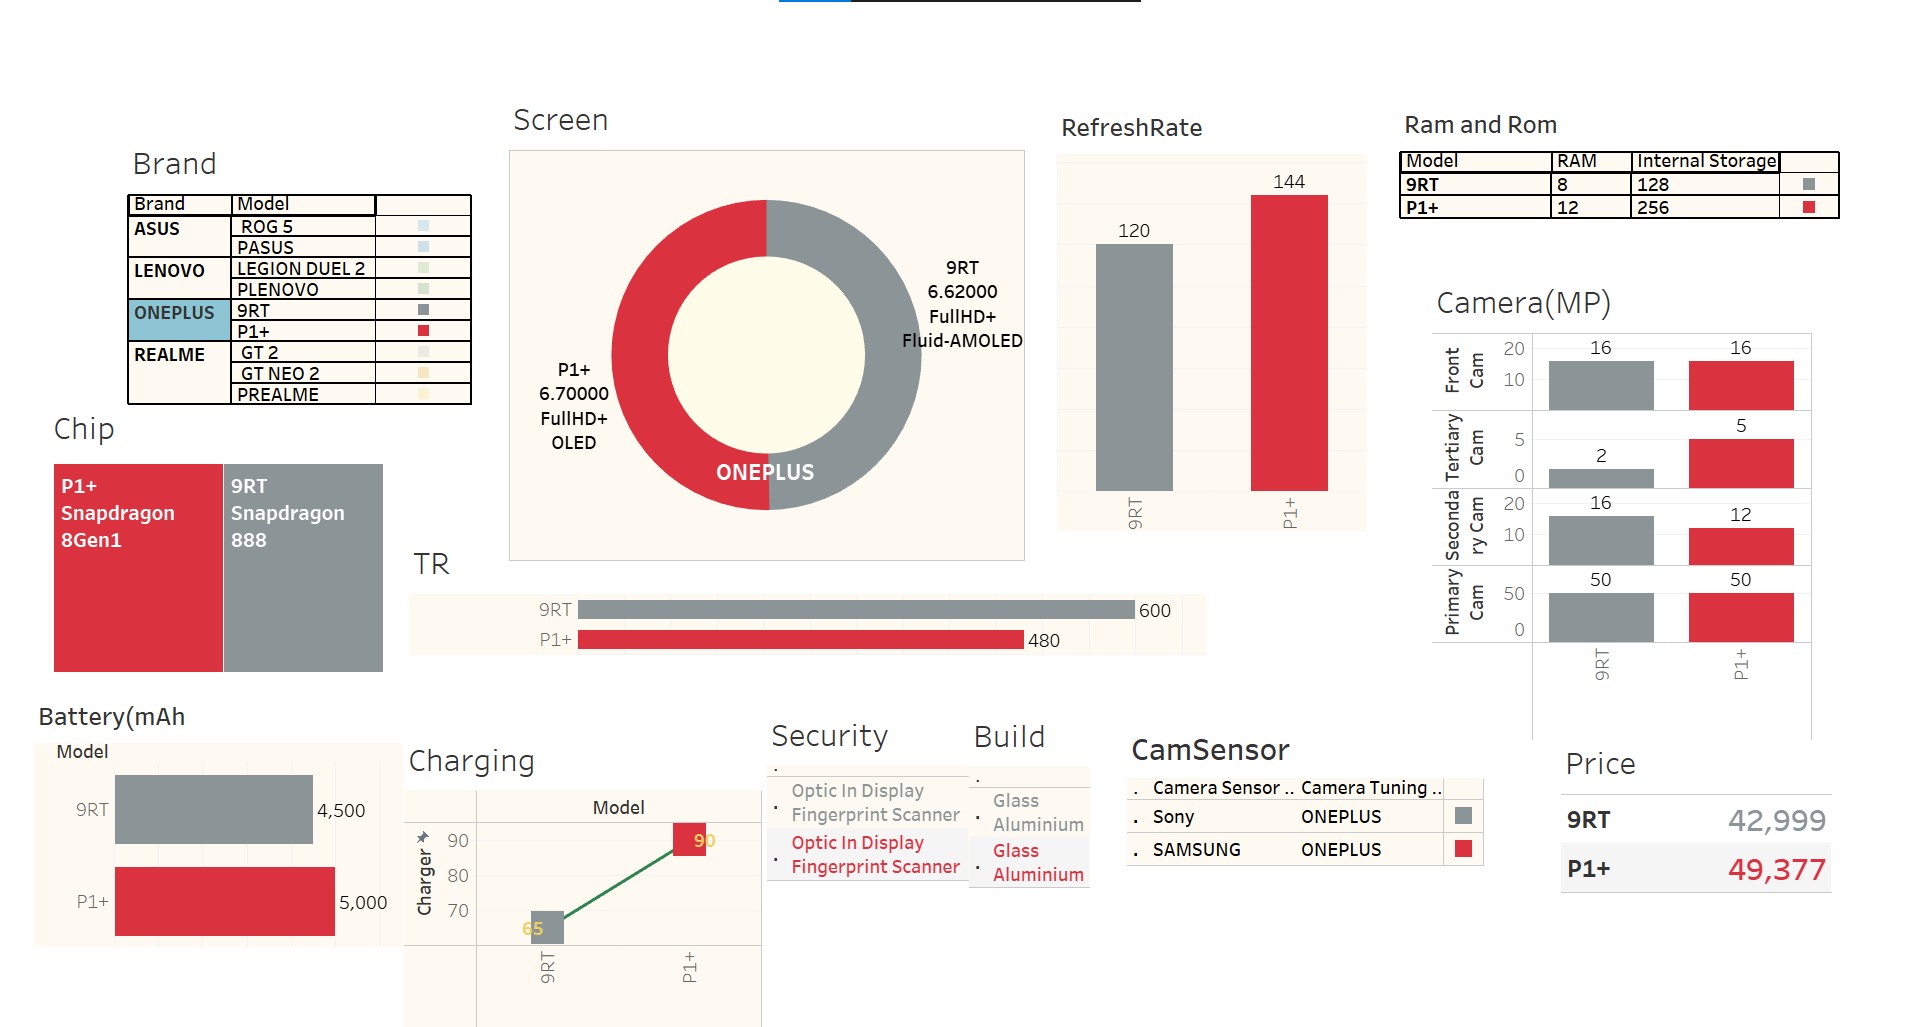 Screen
RefreshRate
Ram and Rom
Brand
Brand Model
ASUS ROG 5
PASUS
LENOVO LEGION DUEL 2
PLENOVO
ONEPLUS 9RT
P1+
REALME GT 2
GT NEO 2
PREALME
9RT
6.62000
FullHD+
Fluid-AMOLED
P1+
6.70000
FullHD+
OLED
ONEPLUS
144
120
9RT
P1+
Model RAM Internal Storage
9RT 8 128
P1+ 12 256
Camera(MP)
Front
Cam
20
10
16
16
Tertiary
Cam
5
0
2
5
Seconda
ry Cam
20
10
16
12
Primary
Cam
50
0
50
50
9RT
P1+
Chip
P1+
Snapdragon
8Gen1
9RT
Snapdragon
888
TR
9RT 600
P1+ 480
Battery(mAh
Model
9RT 4,500
P1+ 5,000
Charging
Model
Charger
90
80
70
90
65
9RT
P1+
Security
.
. Optic In Display
Fingerprint Scanner
. Optic In Display
Fingerprint Scanner
Build
.
. Glass
Aluminium
. Glass
Aluminium
CamSensor
. Camera Sensor .. Camera Tuning ..
. Sony ONEPLUS
. SAMSUNG ONEPLUS
Price
9RT 42,999
P1+ 49,377